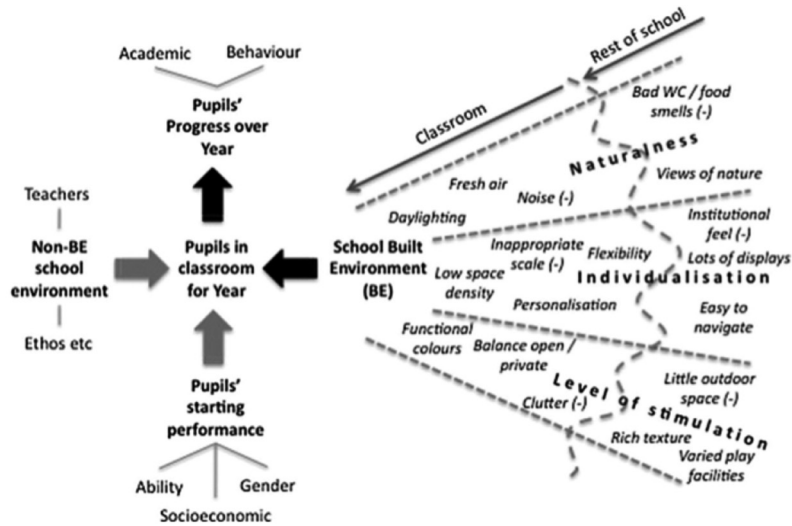 Academic
Behaviour
Pupils'
Progress over
Year
Teachers
Non-BE
school
environment
Ethos etc
Pupils in
classroom
for Year
School Built
Environment
(BE)
Pupils'
starting
performance
Ability
Gender
Socioeconomic
Classroom
Rest of school
Bad WC / food
smells (-)
Naturalness
Views of nature
Fresh air
Noise (-)
Daylighting
Institutional
feel (-)
Inappropriate
scale (-)
Flexibility
Lots of displays
Low space
density
Individualisation
Personalisation
Easy to
navigate
Functional
colours
Balance open /
private
Level of stimulation
Little outdoor
space (-)
Clutter (-)
Rich texture
Varied play
facilities